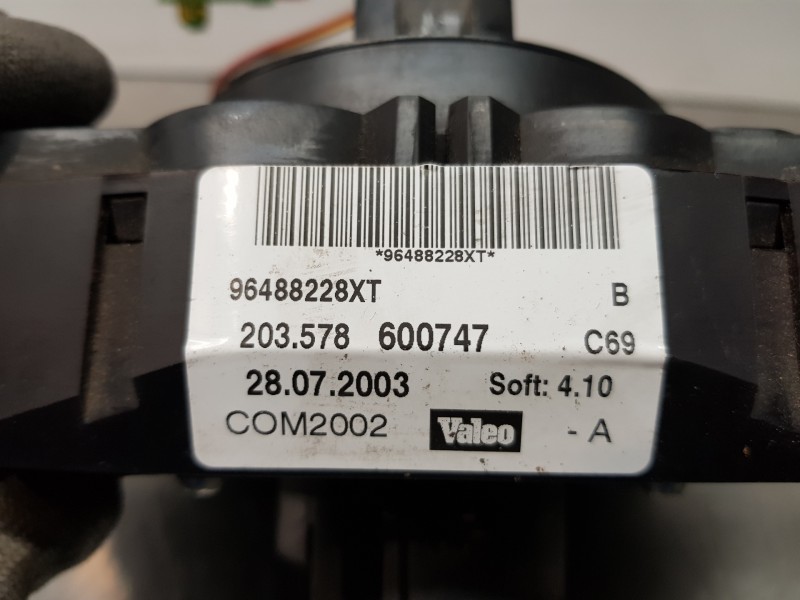 *96488228XT*
96488228XT B
203.578 600747 C69
28.07.2003 Soft: 4.10
COM2002 Valeo - A